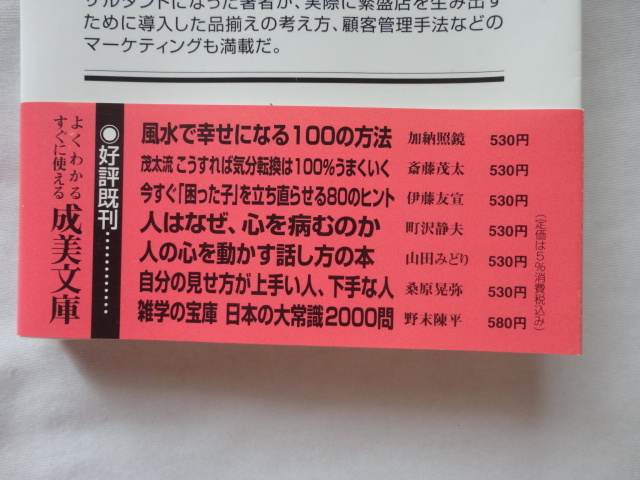 サルタントになった著者が、実際に繁盛店を生み出す
ために導入した品揃えの考え方、顧客管理手法などの
マーケティングも満載だ。
よくわかる
すぐに使える
成美文庫
●好評既刊…………
風水で幸せになる100の方法 加納照鏡 530円
茂太流 こうすれば気分転換は100%うまくいく 斎藤茂太 530円
今すぐ「困った子」を立ち直らせる80のヒント 伊藤友宣 530円
人はなぜ、心を病むのか 町沢静夫 530円
人の心を動かす話し方の本 山田みどり 530円
自分の見せ方が上手い人、下手な人 桑原晃弥 530円
雑学の宝庫 日本の大常識2000問 野末陳平 580円
(定価は5%消費税込み)